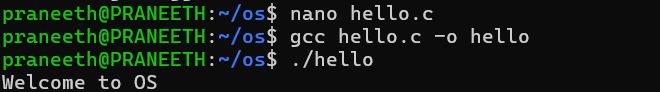 praneeth@PRANEETH:~/os$ nano hello.c
praneeth@PRANEETH:~/os$ gcc hello.c -o hello
praneeth@PRANEETH:~/os$ ./hello
Welcome to OS